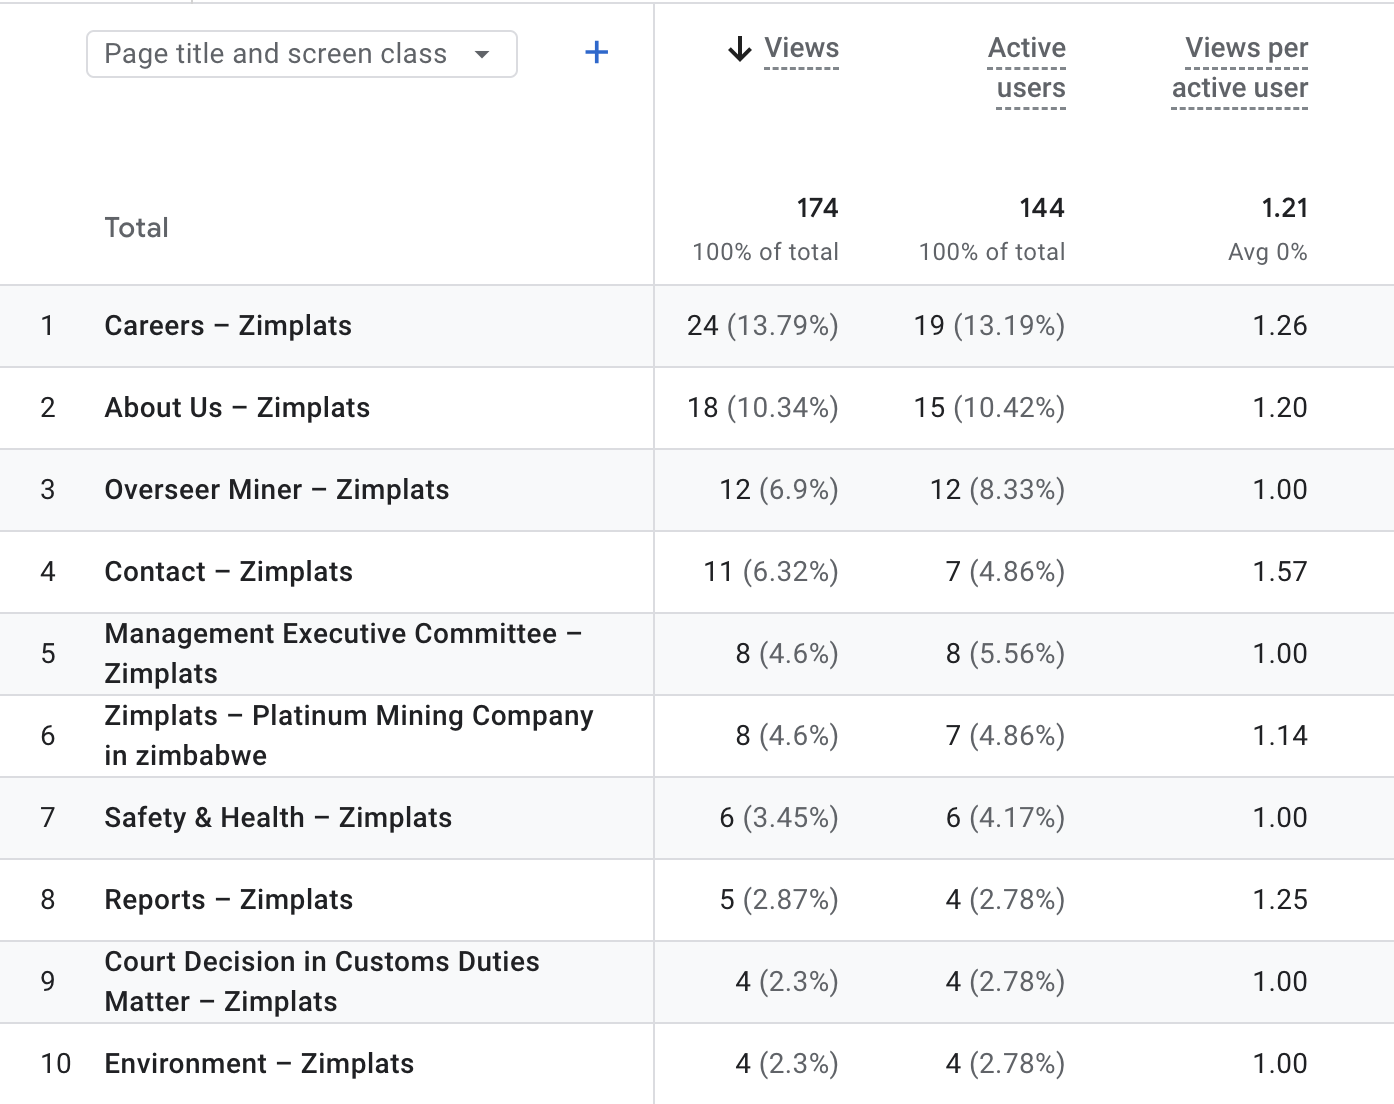 Page title and screen class
+
Views
Active users
Views per active user
Total
174
144
1.21
100% of total
100% of total
Avg 0%
1 Careers – Zimplats 24 (13.79%) 19 (13.19%) 1.26
2 About Us – Zimplats 18 (10.34%) 15 (10.42%) 1.20
3 Overseer Miner – Zimplats 12 (6.9%) 12 (8.33%) 1.00
4 Contact – Zimplats 11 (6.32%) 7 (4.86%) 1.57
5 Management Executive Committee –
Zimplats 8 (4.6%) 8 (5.56%) 1.00
6 Zimplats – Platinum Mining Company
in zimbabwe 8 (4.6%) 7 (4.86%) 1.14
7 Safety & Health – Zimplats 6 (3.45%) 6 (4.17%) 1.00
8 Reports – Zimplats 5 (2.87%) 4 (2.78%) 1.25
9 Court Decision in Customs Duties
Matter – Zimplats 4 (2.3%) 4 (2.78%) 1.00
10 Environment – Zimplats 4 (2.3%) 4 (2.78%) 1.00